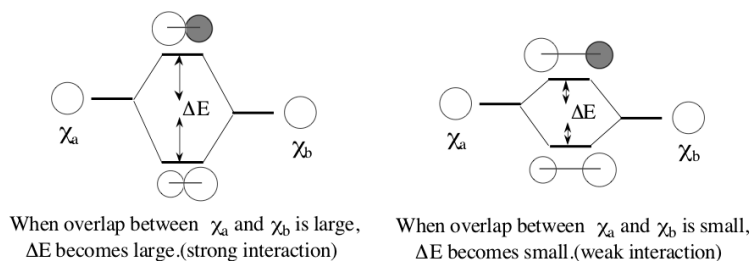 ΔE
χa
χb
When overlap between χa and χb is large,
ΔE becomes large.(strong interaction)
ΔE
χa
χb
When overlap between χa and χb is small,
ΔE becomes small.(weak interaction)